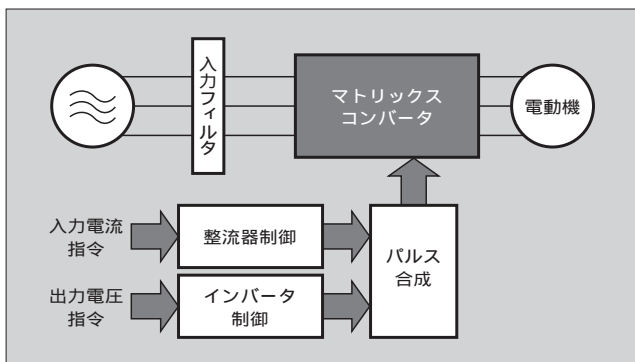 入力フィルタ
マトリックス
コンバータ
電動機
入力電流
指令
整流器制御
パルス
合成
出力電圧
指令
インバータ
制御